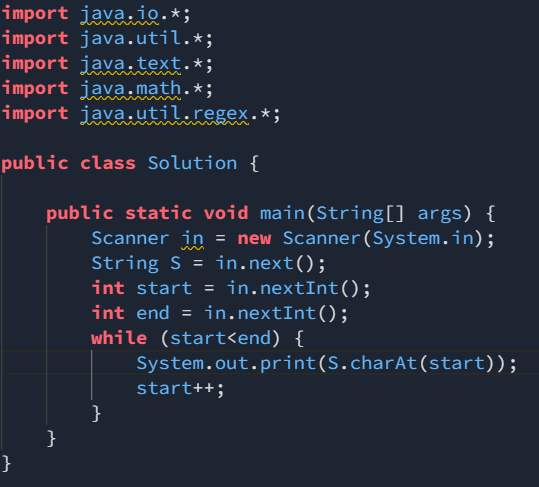 import java.io.*;
import java.util.*;
import java.text.*;
import java.math.*;
import java.util.regex.*;

public class Solution {

    public static void main(String[] args) {
        Scanner in = new Scanner(System.in);
        String S = in.next();
        int start = in.nextInt();
        int end = in.nextInt();
        while (start<end) {
            System.out.print(S.charAt(start));
            start++;
        }
    }
}